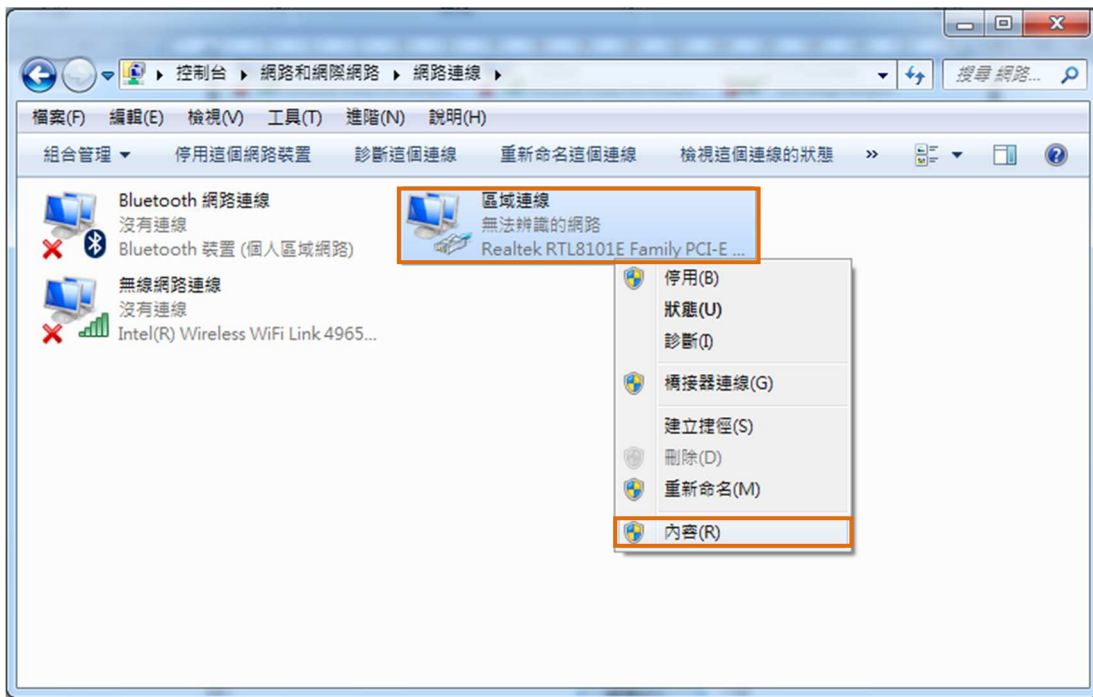 控制台 ▸ 網路和網際網路 ▸ 網路連線 ▸
搜尋 網路...
檔案(F) 編輯(E) 檢視(V) 工具(T) 進階(N) 說明(H)
組合管理 停用這個網路裝置 診斷這個連線 重新命名這個連線 檢視這個連線的狀態 »
Bluetooth 網路連線
沒有連線
Bluetooth 裝置 (個人區域網路)
區域連線
無法辨識的網路
Realtek RTL8101E Family PCI-E ...
無線網路連線
沒有連線
Intel(R) Wireless WiFi Link 4965...
停用(B)
狀態(U)
診斷(I)
橋接器連線(G)
建立捷徑(S)
刪除(D)
重新命名(M)
內容(R)